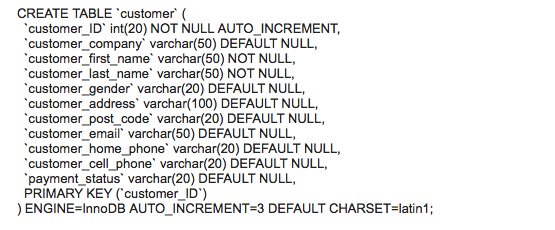 CREATE TABLE `customer` (
`customer_ID` int(20) NOT NULL AUTO_INCREMENT,
`customer_company` varchar(50) DEFAULT NULL,
`customer_first_name` varchar(50) NOT NULL,
`customer_last_name` varchar(50) NOT NULL,
`customer_gender` varchar(20) DEFAULT NULL,
`customer_address` varchar(100) DEFAULT NULL,
`customer_post_code` varchar(20) DEFAULT NULL,
`customer_email` varchar(50) DEFAULT NULL,
`customer_home_phone` varchar(20) DEFAULT NULL,
`customer_cell_phone` varchar(20) DEFAULT NULL,
`payment_status` varchar(20) DEFAULT NULL,
PRIMARY KEY (`customer_ID`)
) ENGINE=InnoDB AUTO_INCREMENT=3 DEFAULT CHARSET=latin1;